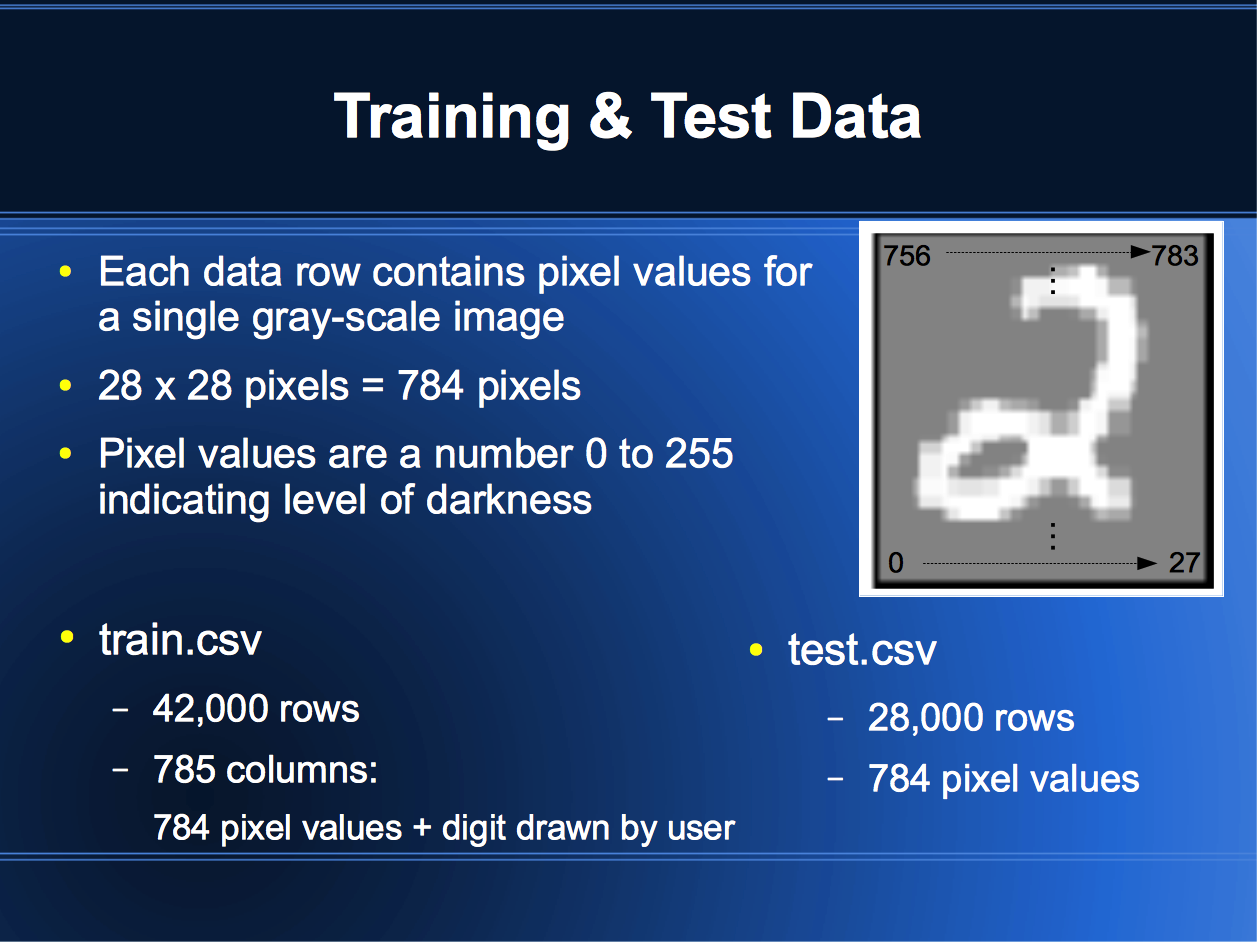 Training & Test Data
• Each data row contains pixel values for
a single gray-scale image
• 28 x 28 pixels = 784 pixels
• Pixel values are a number 0 to 255
indicating level of darkness
756
783
0
27
• train.csv
– 42,000 rows
– 785 columns:
784 pixel values + digit drawn by user
• test.csv
– 28,000 rows
– 784 pixel values